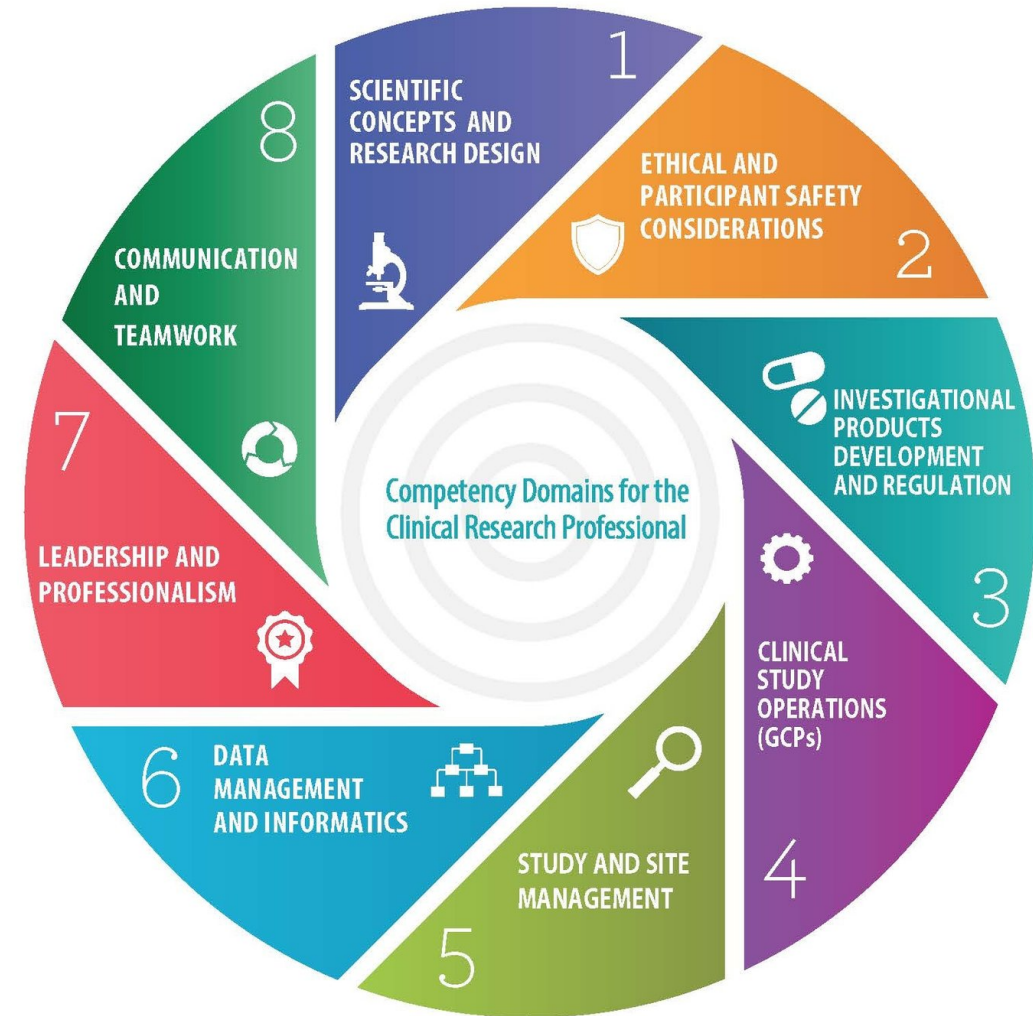 1
SCIENTIFIC
CONCEPTS AND
RESEARCH DESIGN
ETHICAL AND
PARTICIPANT SAFETY
CONSIDERATIONS
2
INVESTIGATIONAL
PRODUCTS
DEVELOPMENT
AND REGULATION
3
CLINICAL
STUDY
OPERATIONS
(GCPs)
4
STUDY AND SITE
MANAGEMENT
5
6
DATA
MANAGEMENT
AND INFORMATICS
7
LEADERSHIP AND
PROFESSIONALISM
8
COMMUNICATION
AND
TEAMWORK
Competency Domains for the
Clinical Research Professional